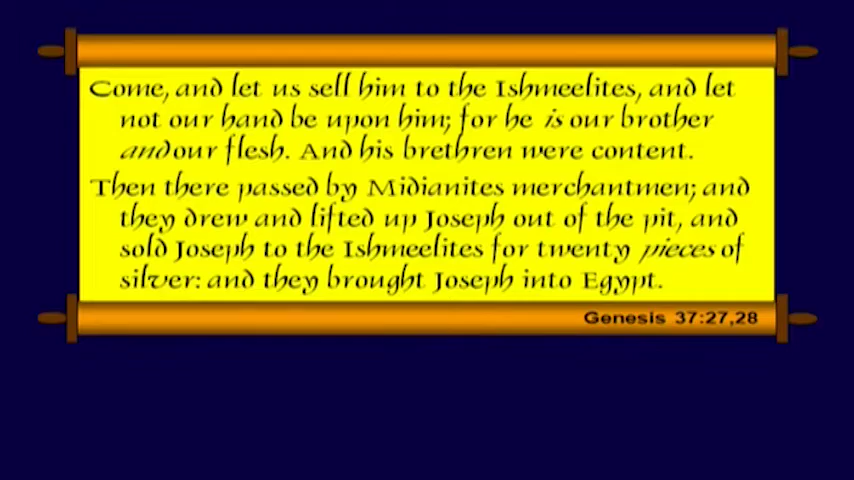 Come, and let us sell him to the Ishmeelites, and let
not our hand be upon him; for he is our brother
and our flesh. And his brethren were content.
Then there passed by Midianites merchantmen; and
they drew and lifted up Joseph out of the pit, and
sold Joseph to the Ishmeelites for twenty pieces of
silver: and they brought Joseph into Egypt.
Genesis 37:27,28